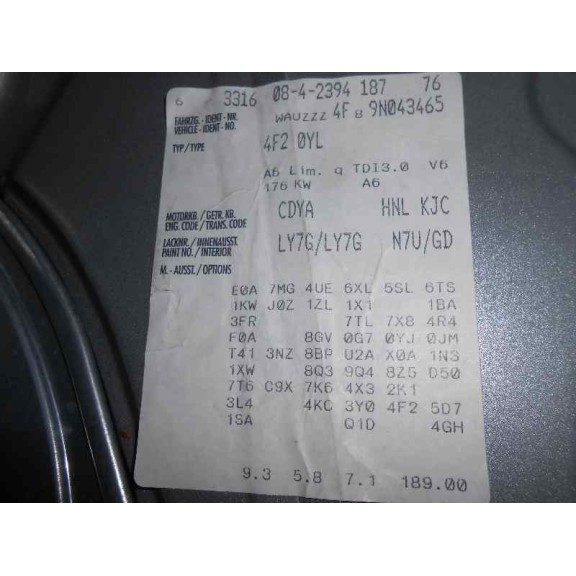 6 3316 08-4-2394 187 76
FAHRZG.-IDENT-NR.
VEHICLE-IDENT-NO. WAUZZZ 4F 8 9N043465
TYP/TYPE 4F2 0YL
A6 Lim. q TDI3.0 V6
176 KW A6
MOTORKB./GETR.KB.
ENG. CODE/TRANS. CODE CDYA HNL KJC
LACKNR./INNENAUSST.
PAINT NO./INTERIOR LY7G/LY7G N7U/GD
M.-AUSST./OPTIONS
E0A 7MG 4UE 6XL 5SL 6TS
1KW J0Z 1ZL 1X1 1BA
3FR 7TL 7X8 4R4
F0A 8GV 0G7 0YJ 0JM
T41 3NZ 8BP U2A X0A 1N3
1XW 8Q3 9Q4 8Z5 D50
7T6 C9X 7K6 4X3 2K1
3L4 4KC 3Y0 4F2 5D7
1SA Q1D 4GH
9.3 5.8 7.1 189.00